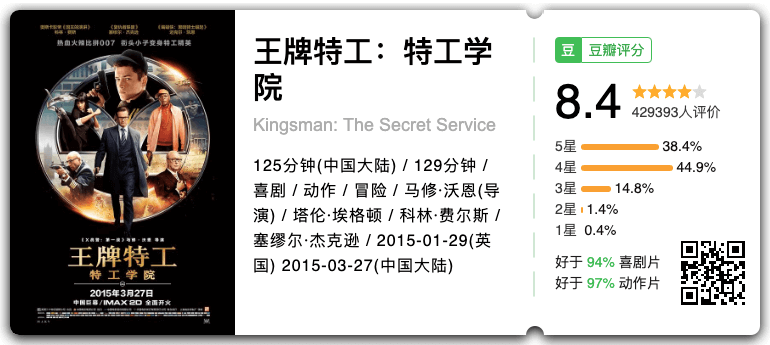 热血火辣比拼007 街头小子变身特工精英
王牌特工
特工学院
2015年3月27日
中国巨幕/IMAX2D 全国开火
王牌特工：特工学
院
Kingsman: The Secret Service
125分钟(中国大陆) / 129分钟 /
喜剧 / 动作 / 冒险 / 马修·沃恩(导
演) / 塔伦·埃格顿 / 科林·费尔斯 /
塞缪尔·杰克逊 / 2015-01-29(英
国) 2015-03-27(中国大陆)
豆 豆瓣评分
8.4
429393人评价
5星 38.4%
4星 44.9%
3星 14.8%
2星 1.4%
1星 0.4%
好于 94% 喜剧片
好于 97% 动作片